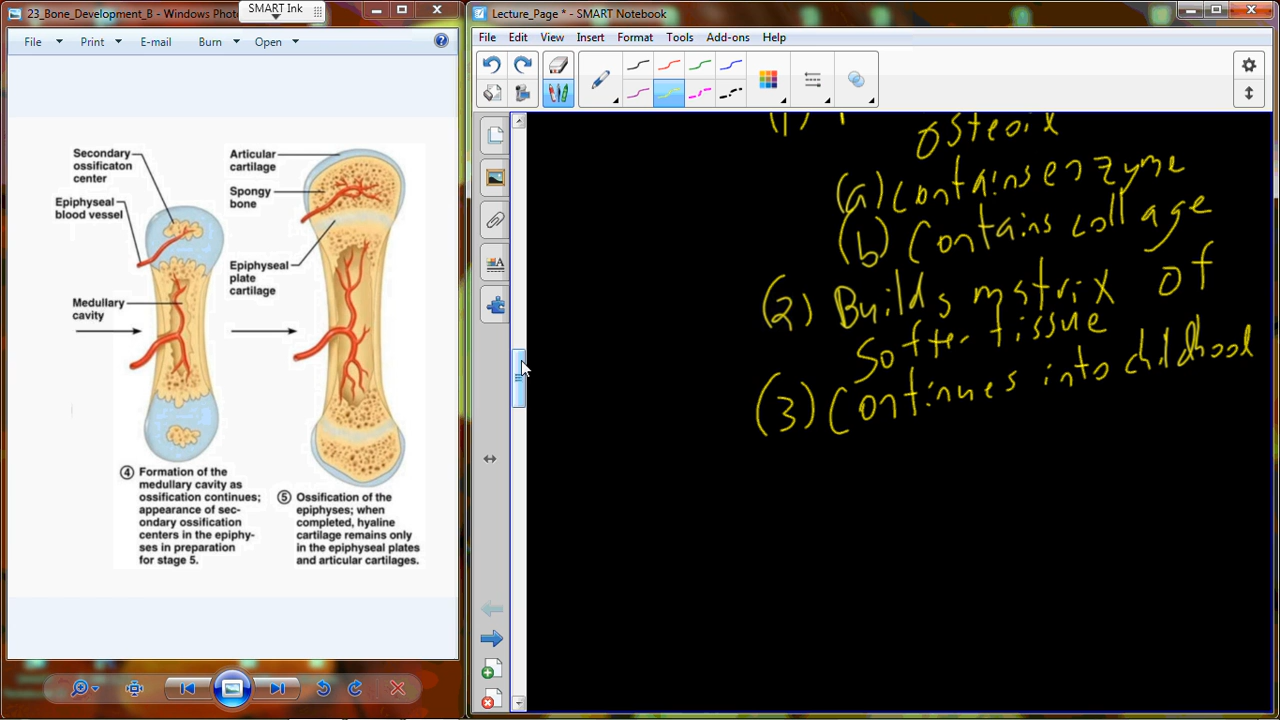 23_Bone_Development_B - Windows Phot
SMART Ink
File Print E-mail Burn Open
Secondary
ossificaton
center
Epiphyseal
blood vessel
Medullary
cavity
Articular
cartilage
Spongy
bone
Epiphyseal
plate
cartilage
4 Formation of the
medullary cavity as
ossification continues;
appearance of sec-
ondary ossification
centers in the epiphy-
ses in preparation
for stage 5.
5 Ossification of the
epiphyses; when
completed, hyaline
cartilage remains only
in the epiphyseal plates
and articular cartilages.
Lecture_Page * - SMART Notebook
File Edit View Insert Format Tools Add-ons Help
(1)
osterix
(a) contains enzyme
(b) Contains collage
(2) Builds matrix of
softer tissue
(3) Continues into childhood